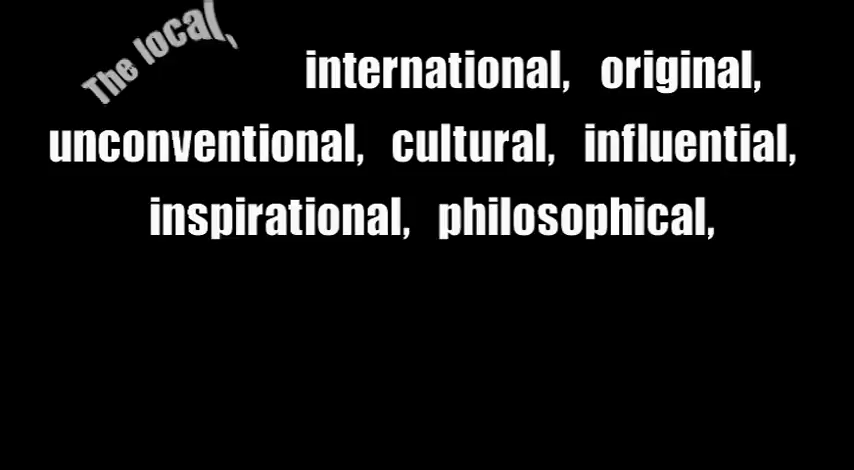 The local, international, original,
unconventional, cultural, influential,
inspirational, philosophical,